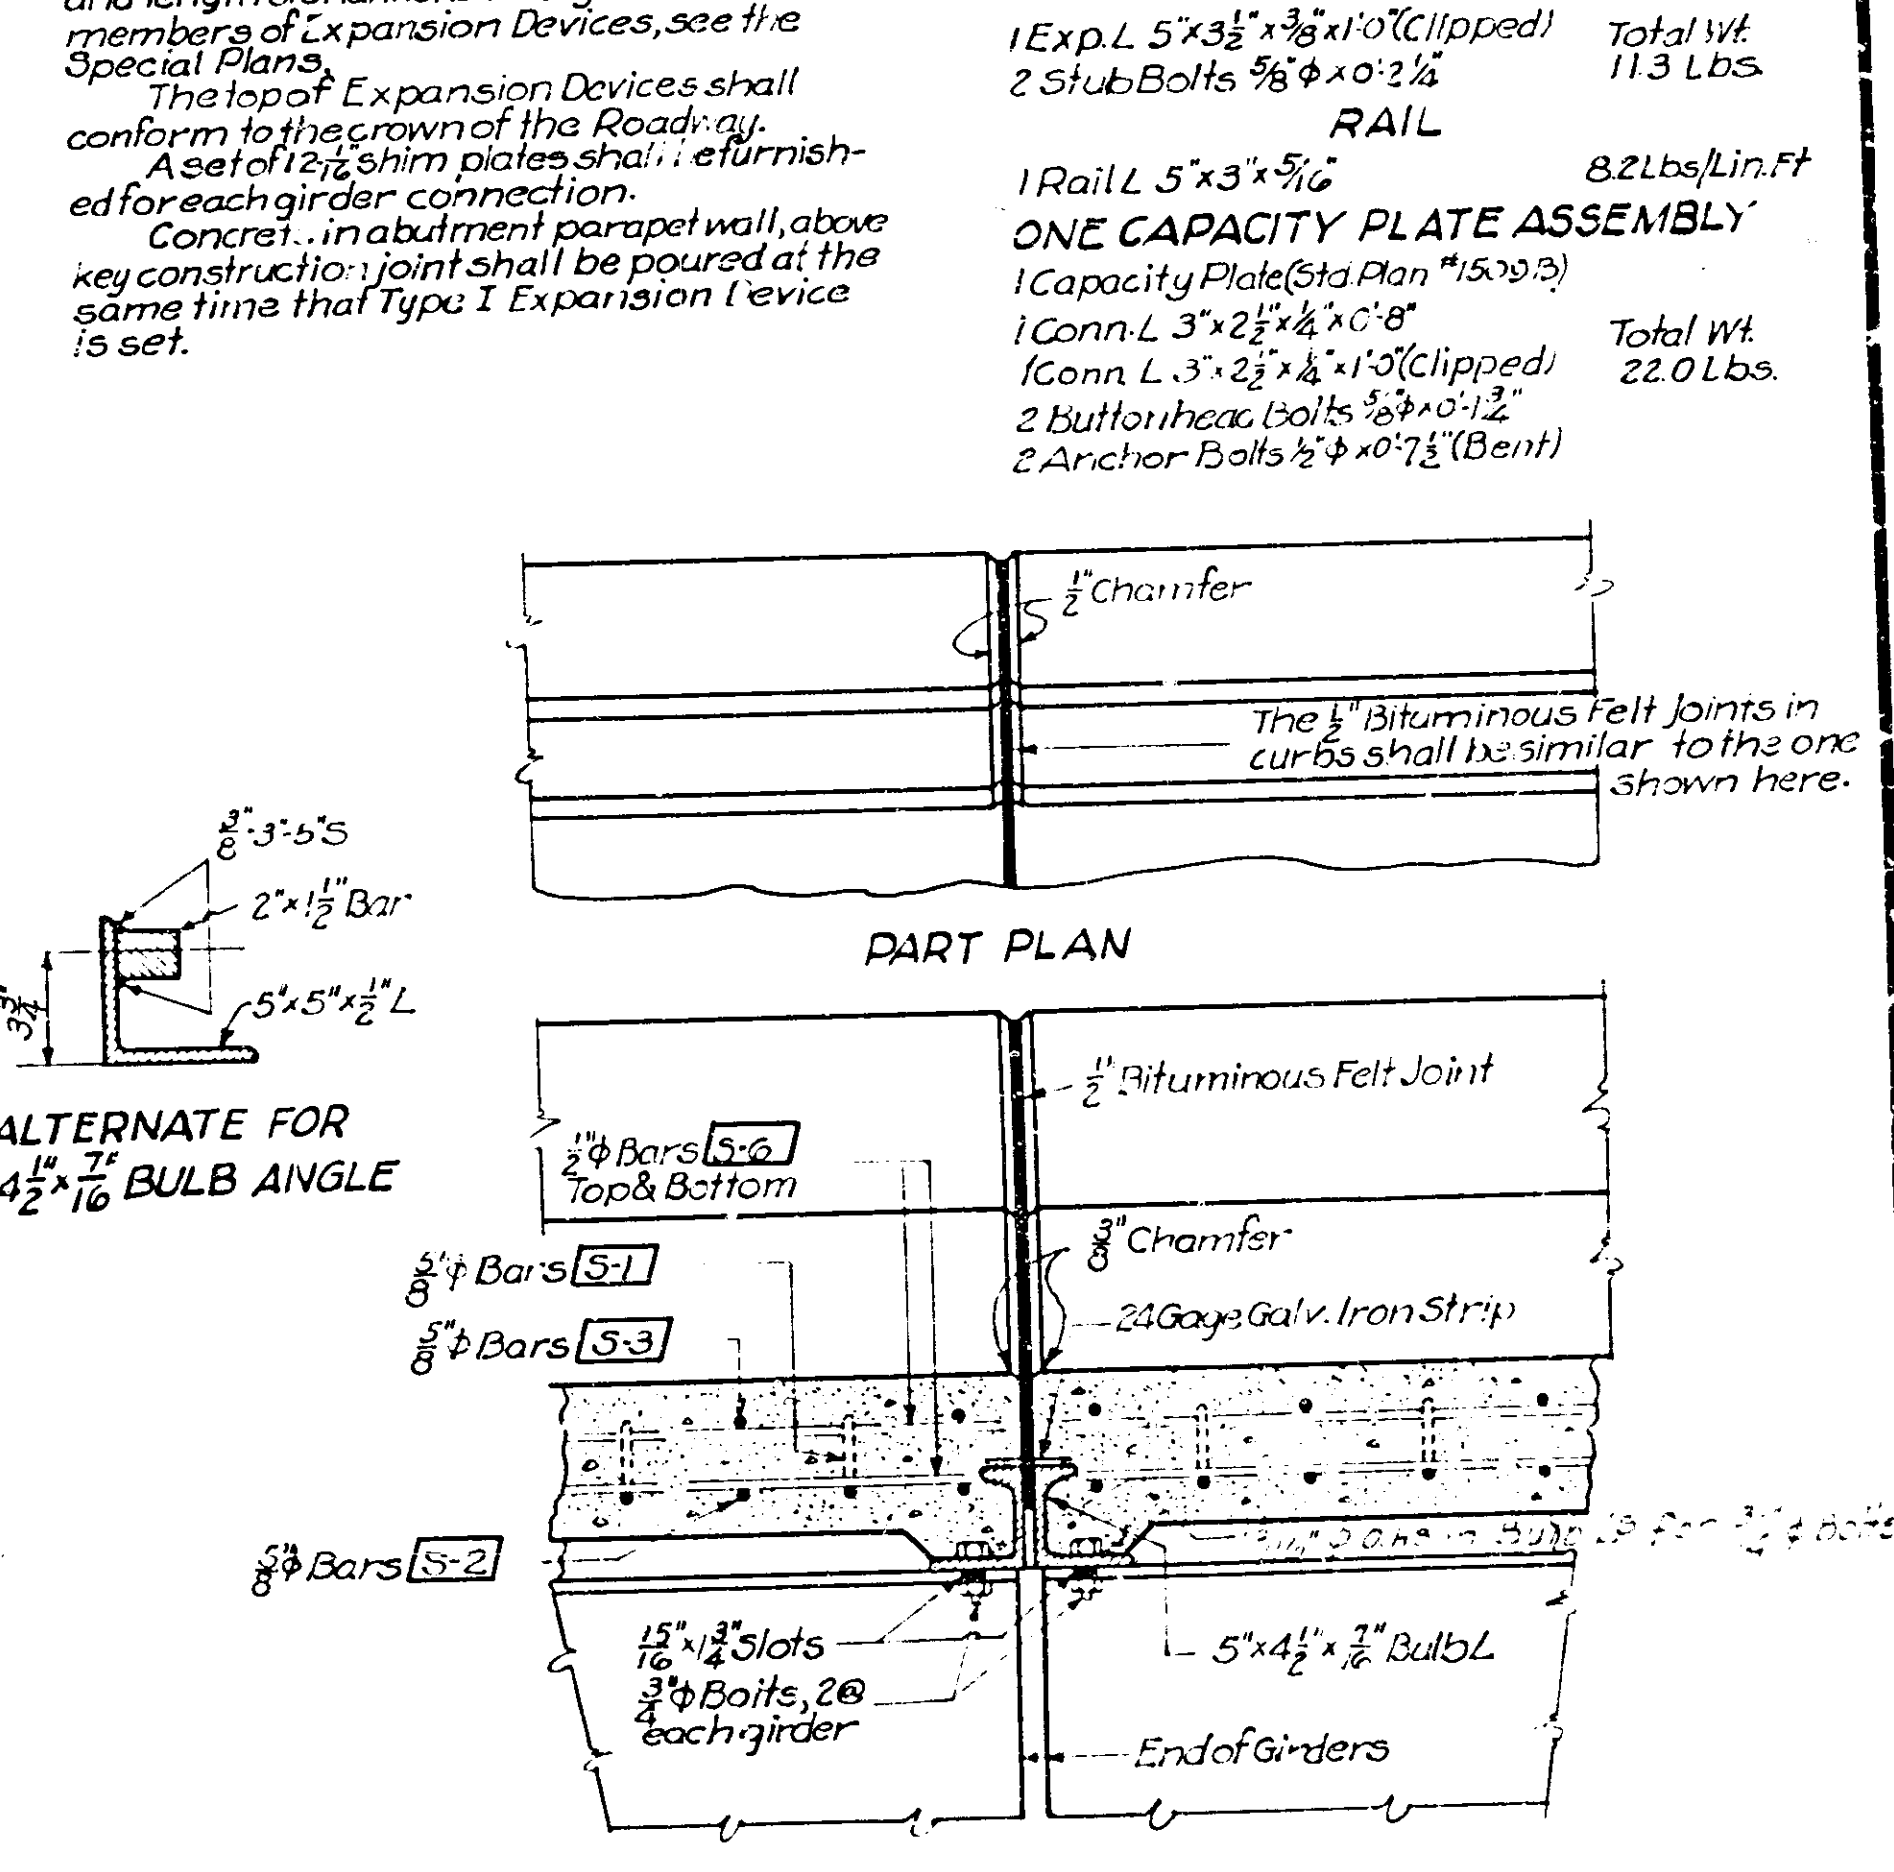 members of Expansion Devices, see the
Special Plans.
The top of Expansion Devices shall
conform to the crown of the Roadway.
A set of 12-1/16" shim plates shall be furnish-
ed for each girder connection.
Concrete in abutment parapet wall, above
key construction joint shall be poured at the
same time that Type I Expansion Device
is set.
1 Exp. L 5"x3 1/2"x3/8"x1'-0" (Clipped)
2 Stub Bolts 5/8"ϕ x 0'-2 1/4"
Total Wt.
11.3 Lbs.
RAIL
1 Rail L 5"x3"x5/16"
8.2 Lbs/Lin.Ft
ONE CAPACITY PLATE ASSEMBLY
1 Capacity Plate (Std. Plan #1509B)
1 Conn. L 3"x2 1/2"x1/4"x0'-8"
1 Conn L 3"x2 1/2"x1/4"x1'-0" (Clipped)
2 Buttonhead Bolts 5/8"ϕ x 0'-1 3/4"
2 Anchor Bolts 1/2"ϕ x 0'-7 1/2" (Bent)
Total Wt.
22.0 Lbs.
1/2" Chamfer
The 1/2" Bituminous Felt Joints in
curbs shall be similar to the one
shown here.
PART PLAN
3/8"-3"-5"S
2"x1 1/2" Bar
5"x5"x1/2" L
3 3/4"
ALTERNATE FOR
4 1/2"x7/16" BULB ANGLE
1/2" Bituminous Felt Joint
1/2"ϕ Bars S-6
Top & Bottom
5/8"ϕ Bars S-1
5/8"ϕ Bars S-3
3/8" Chamfer
24 Gage Galv. Iron Strip
5/8"ϕ Bars S-2
in Bulb Ls for 3/4"ϕ Bolts
15/16"x1 3/4" Slots
3/4"ϕ Bolts, 2@
each girder
5"x4 1/2"x7/16" Bulb L
End of Girders